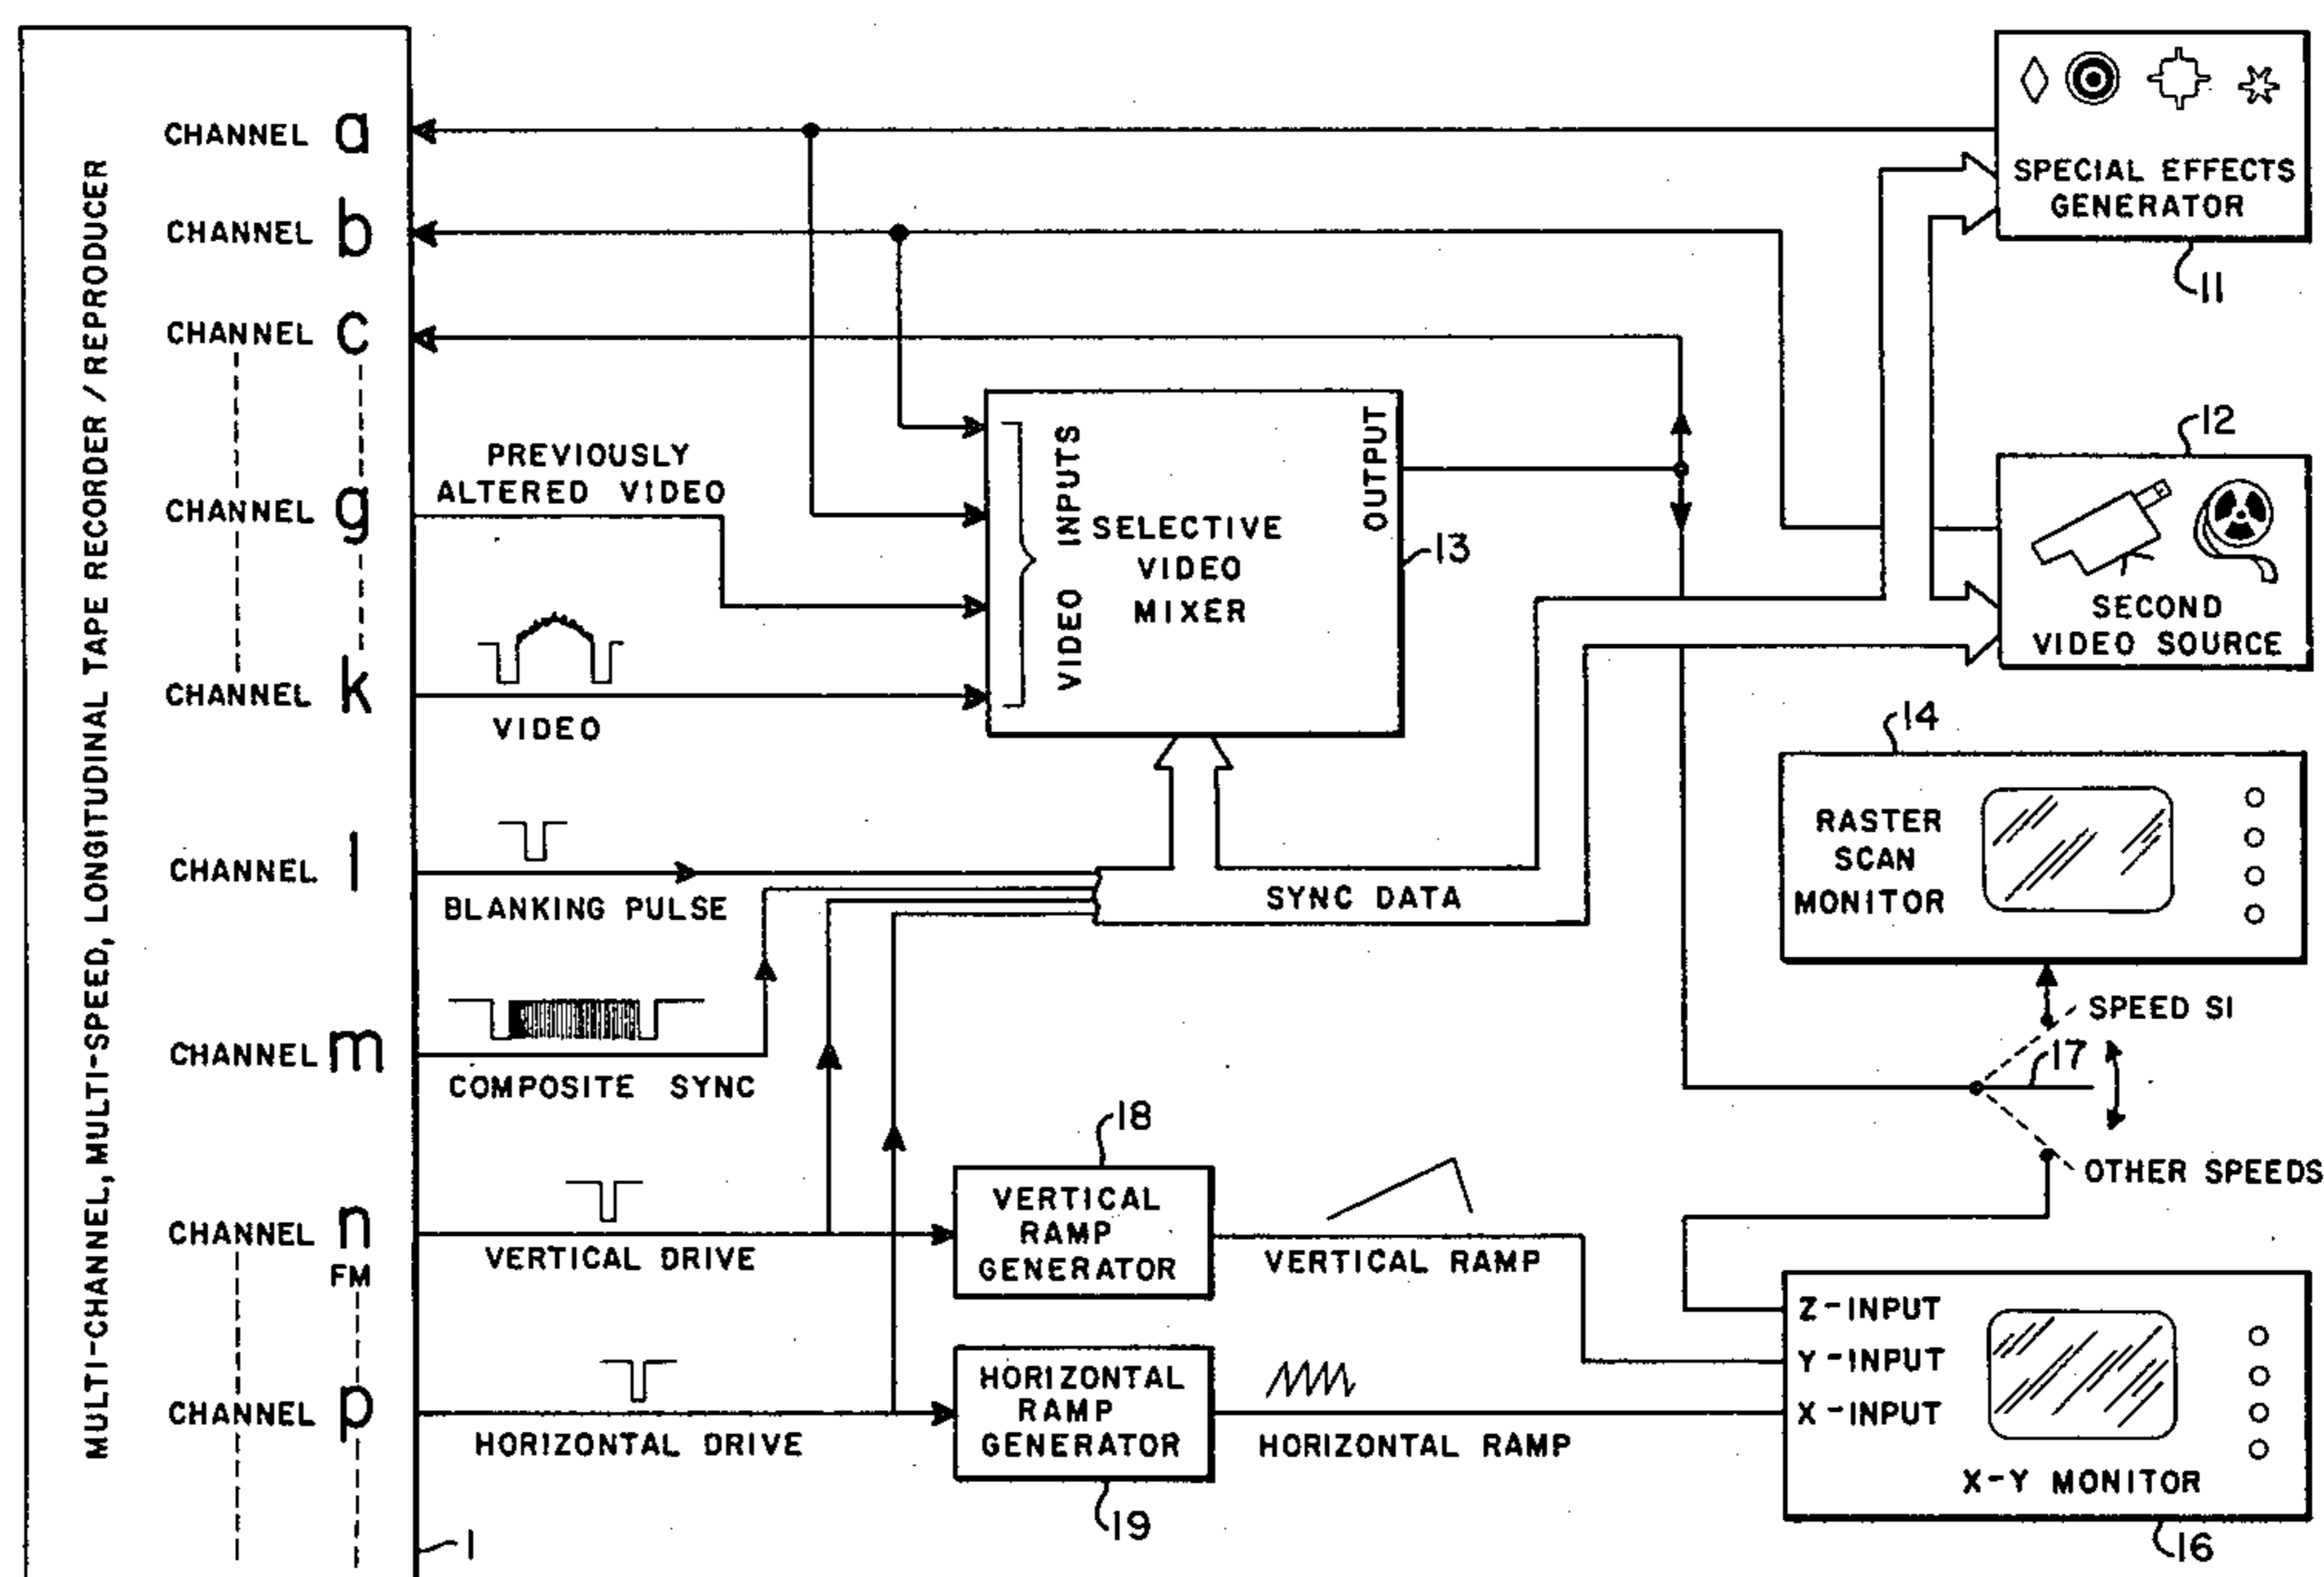 MULTI-CHANNEL, MULTI-SPEED, LONGITUDINAL TAPE RECORDER / REPRODUCER
CHANNEL a
CHANNEL b
CHANNEL c
CHANNEL g
CHANNEL k
CHANNEL l
CHANNEL m
CHANNEL n
FM
CHANNEL p
1
PREVIOUSLY
ALTERED VIDEO
VIDEO
BLANKING PULSE
COMPOSITE SYNC
VERTICAL DRIVE
HORIZONTAL DRIVE
VIDEO INPUTS
SELECTIVE
VIDEO
MIXER
OUTPUT
13
SYNC DATA
18
VERTICAL
RAMP
GENERATOR
VERTICAL RAMP
HORIZONTAL
RAMP
GENERATOR
19
HORIZONTAL RAMP
SPECIAL EFFECTS
GENERATOR
11
12
SECOND
VIDEO SOURCE
14
RASTER
SCAN
MONITOR
SPEED S1
17
OTHER SPEEDS
Z-INPUT
Y-INPUT
X-INPUT
X-Y MONITOR
16